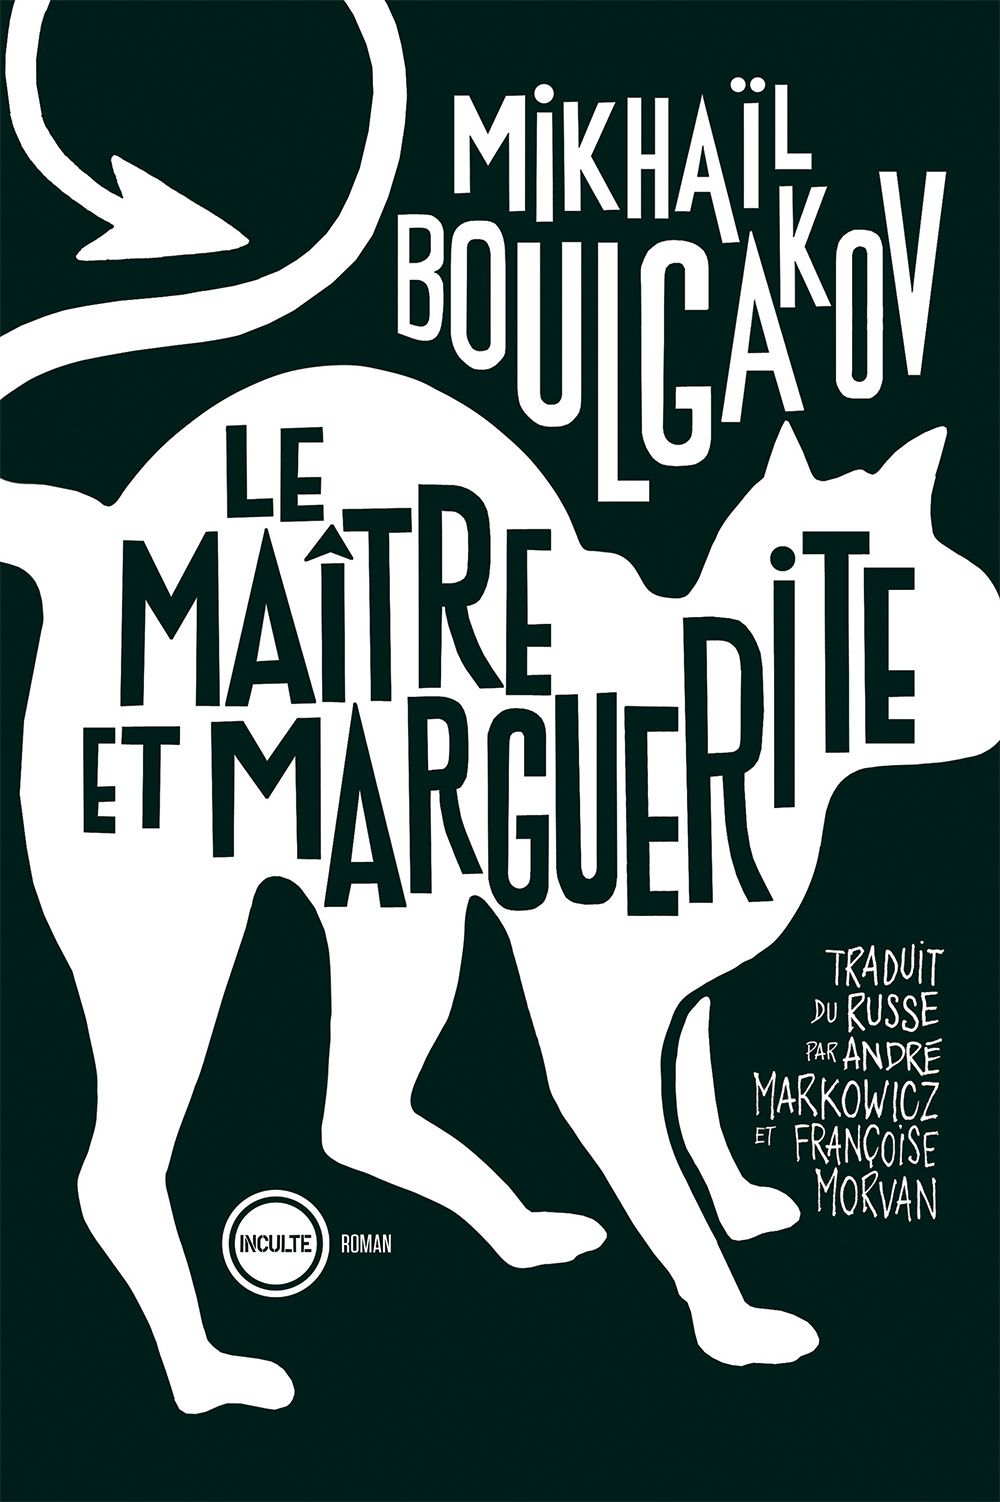 MIKHAÏL
BOULGAKOV
LE
MAÎTRE
ET MARGUERITE
TRADUIT
DU RUSSE
PAR ANDRÉ
MARKOWICZ
ET FRANÇOISE
MORVAN
INCULTE ROMAN